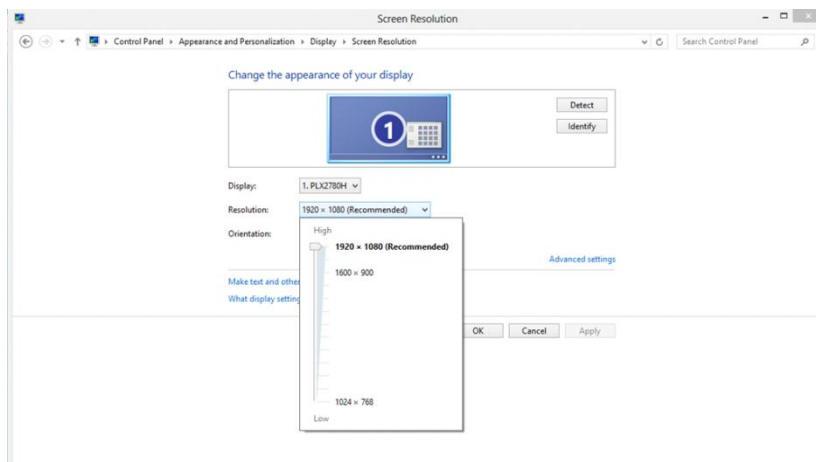 Screen Resolution
Control Panel ▸ Appearance and Personalization ▸ Display ▸ Screen Resolution
Search Control Panel
Change the appearance of your display
1
Detect
Identify
Display: 1. PLX2780H
Resolution: 1920 × 1080 (Recommended)
Orientation:
High
1920 × 1080 (Recommended)
Advanced settings
1600 × 900
Make text and other
What display setting
OK Cancel Apply
1024 × 768
Low